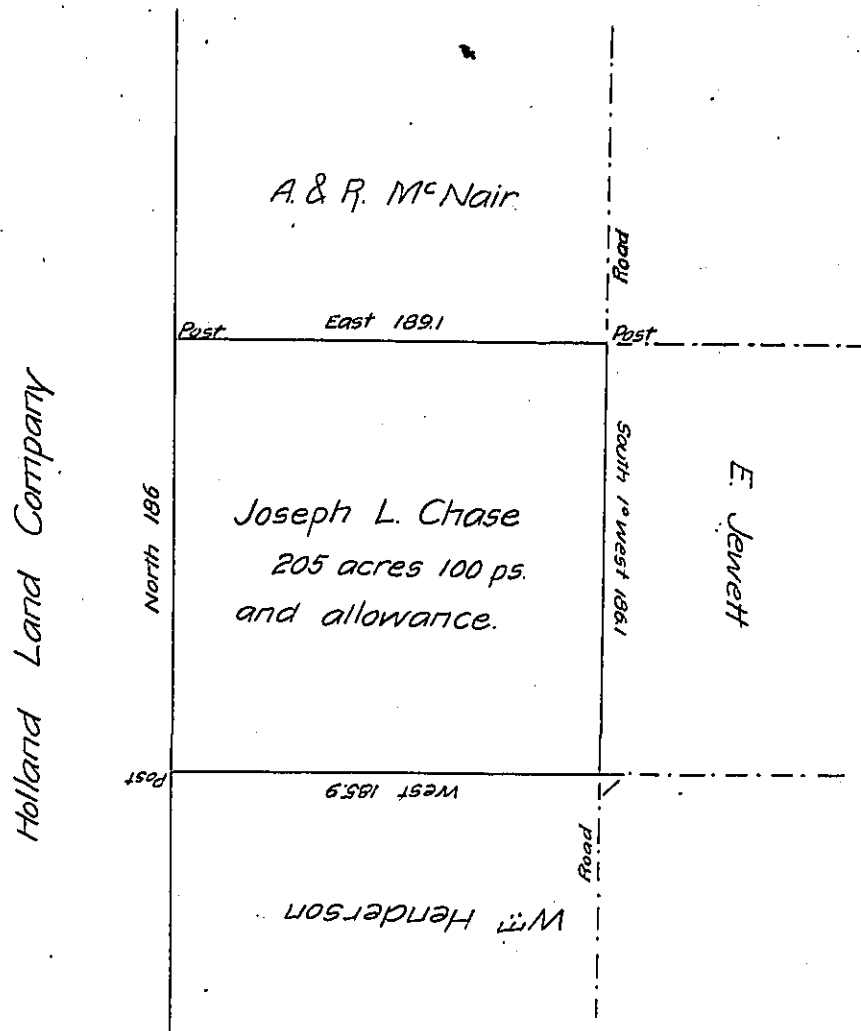 A. & R. McNair
Road
Post
East 189.1
Post
Holland Land Company
North 186
Joseph L. Chase
205 acres 100 ps.
and allowance.
South 1° West 186.1
E. Jewett
Post
West 185.9
Road
Wm Henderson